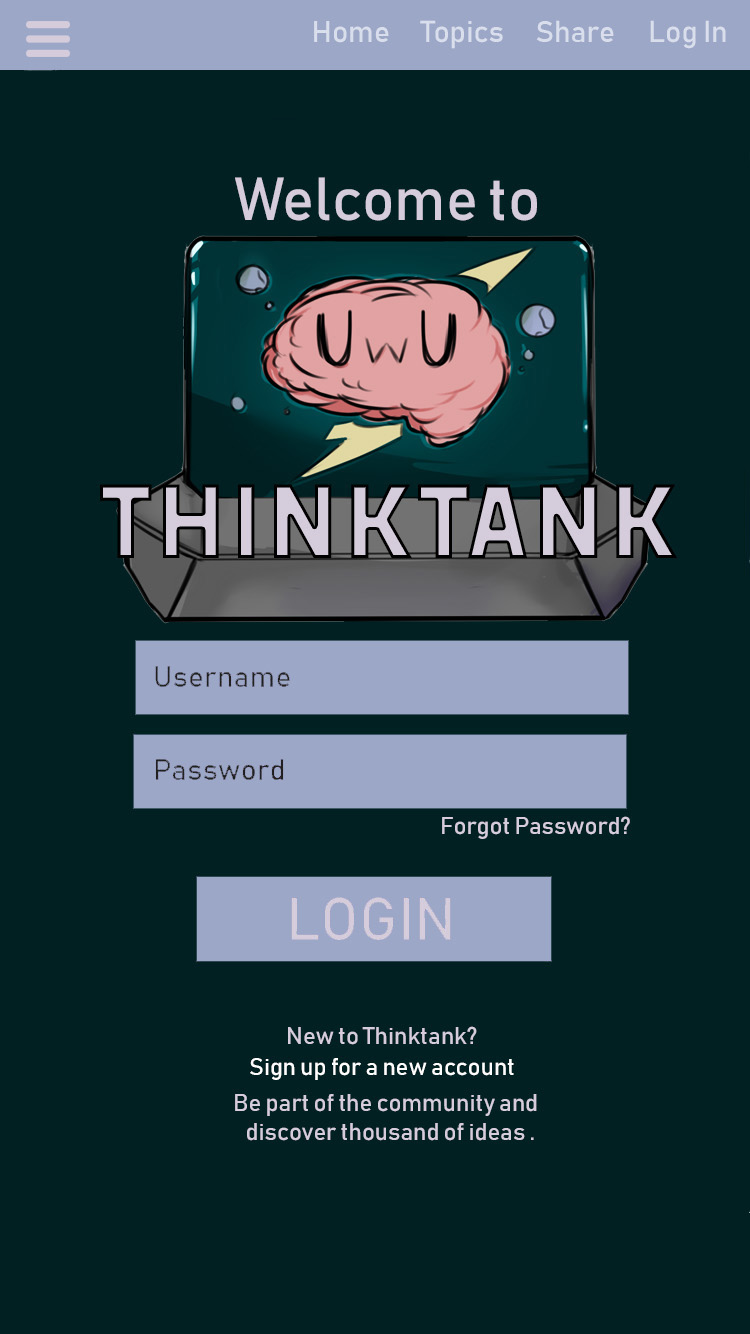 Home Topics Share Log In
Welcome to
UwU
THINKTANK
Username
Password
Forgot Password?
LOGIN
New to Thinktank?
Sign up for a new account
Be part of the community and
discover thousand of ideas .